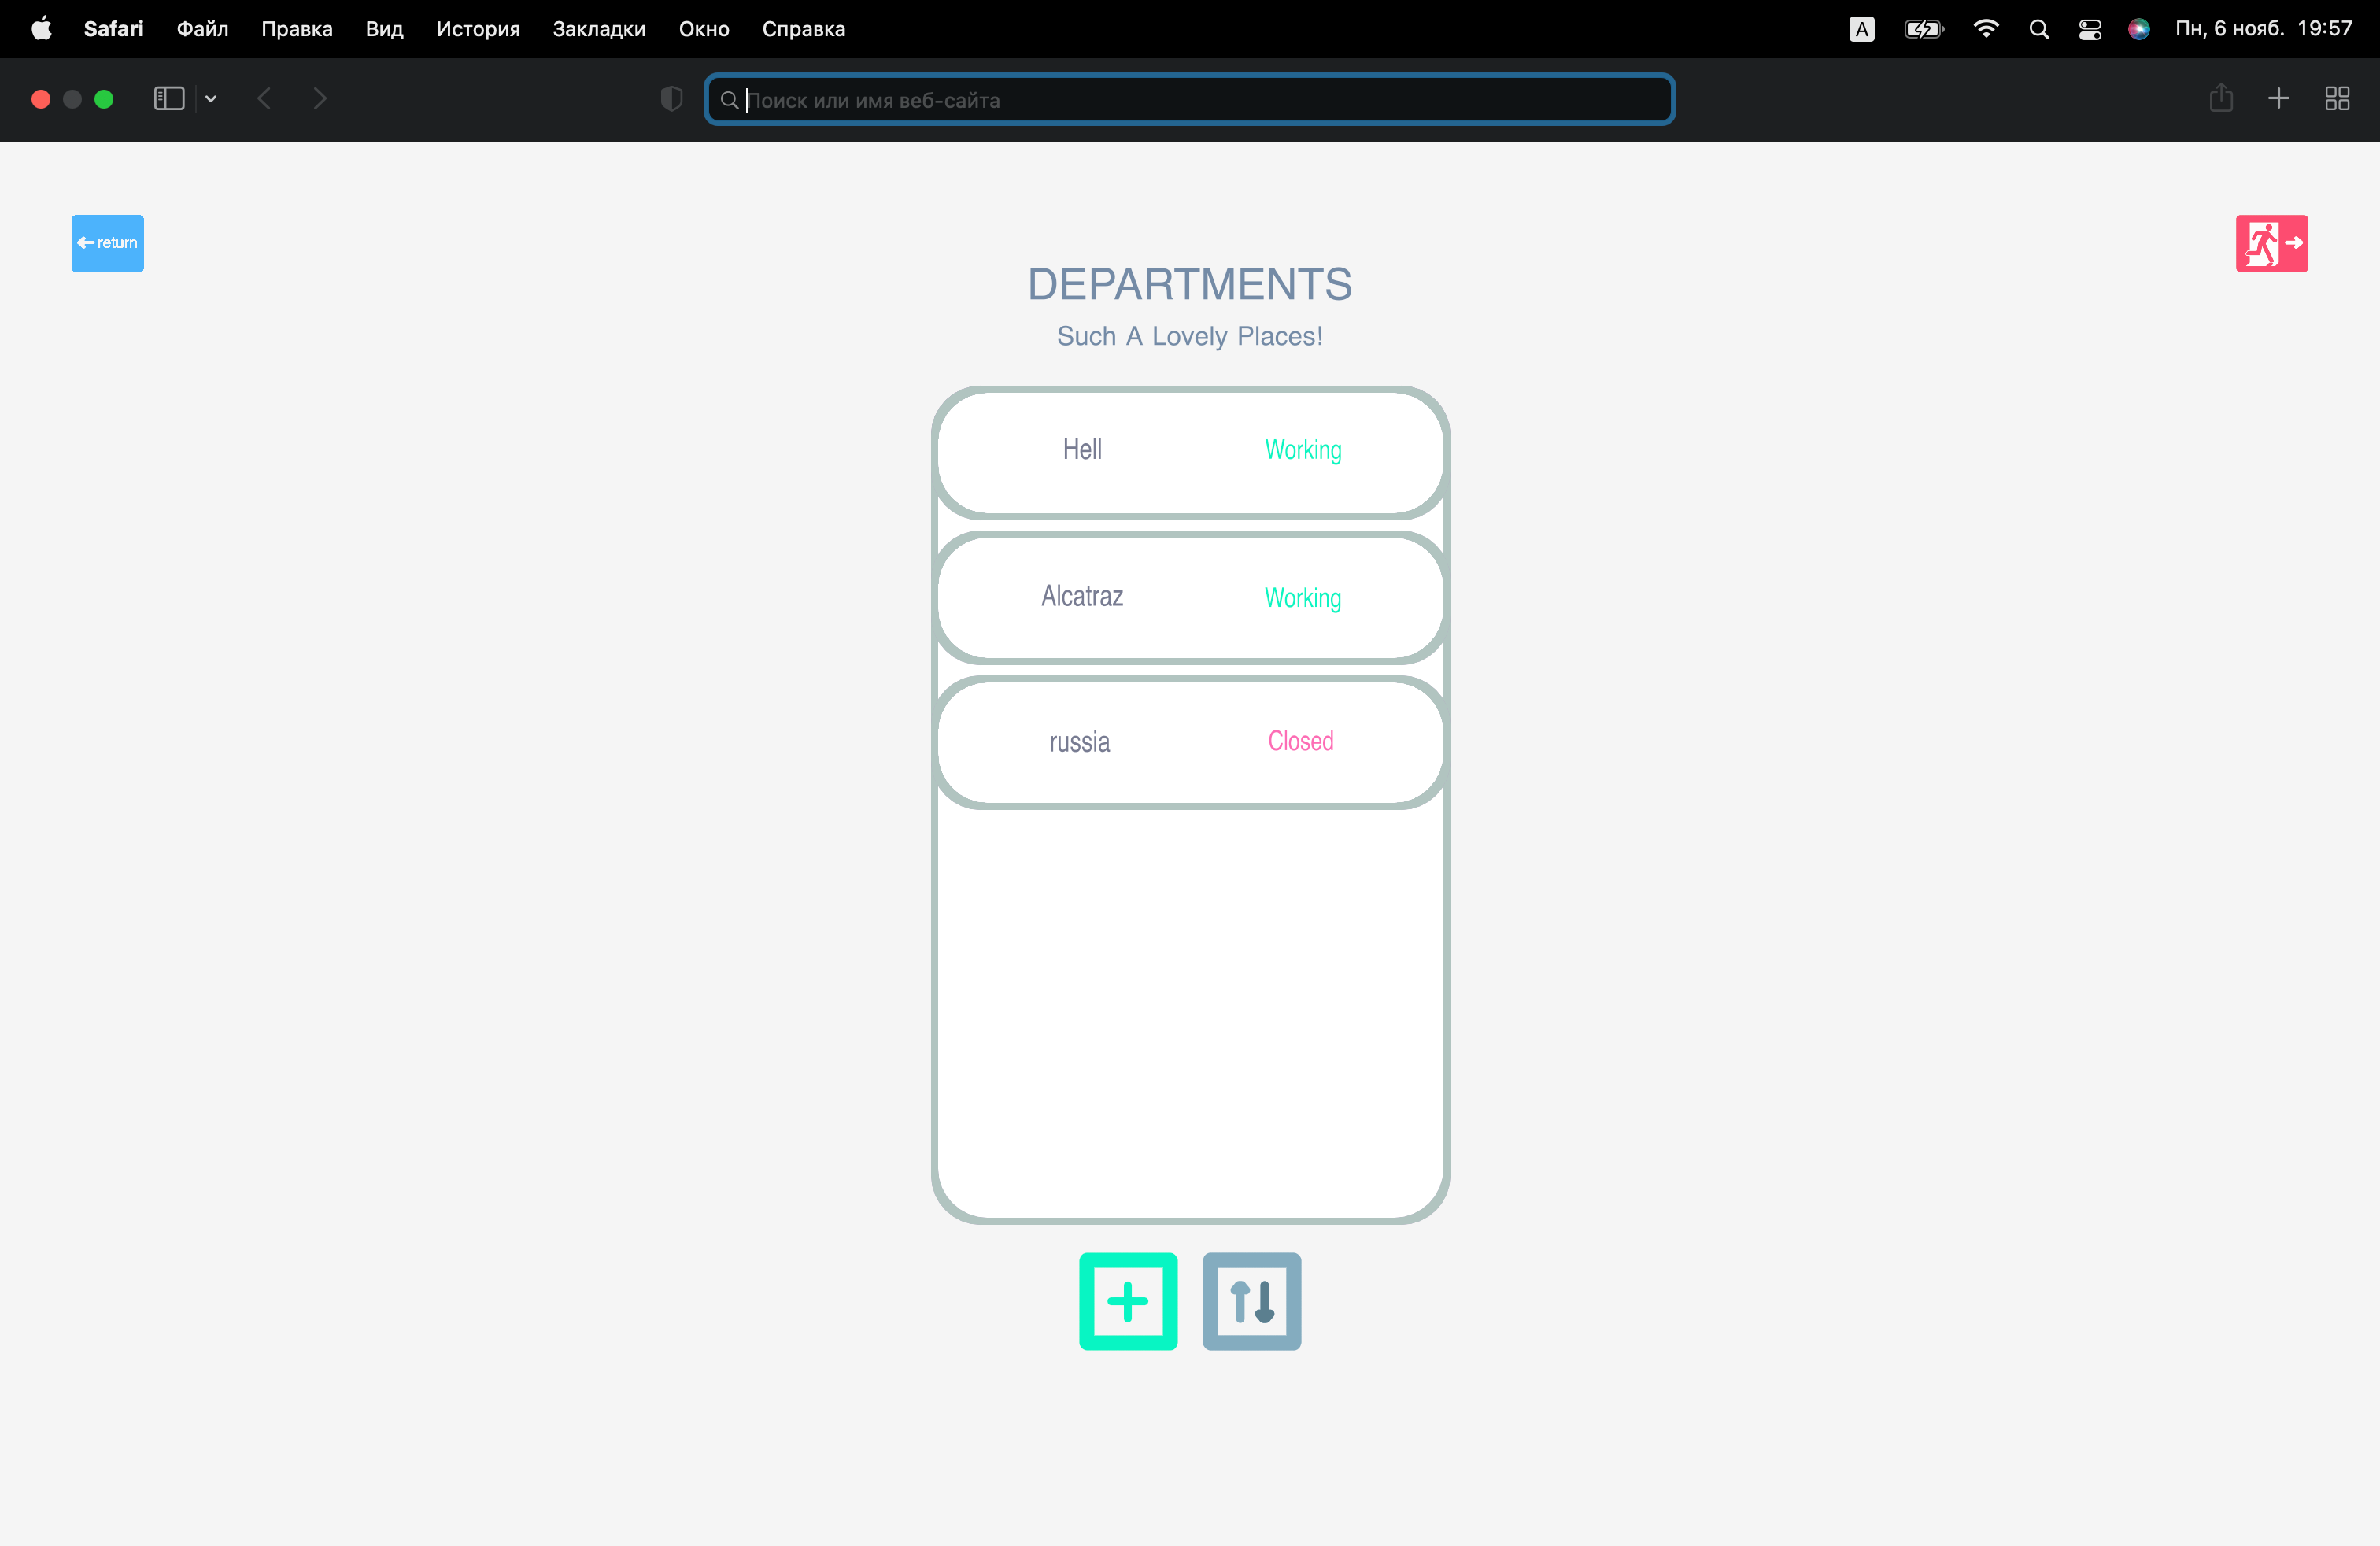 Safari Файл Правка Вид История Закладки Окно Справка A Пн, 6 нояб. 19:57
Поиск или имя веб-сайта
return
DEPARTMENTS
Such A Lovely Places!
Hell Working
Alcatraz Working
russia Closed